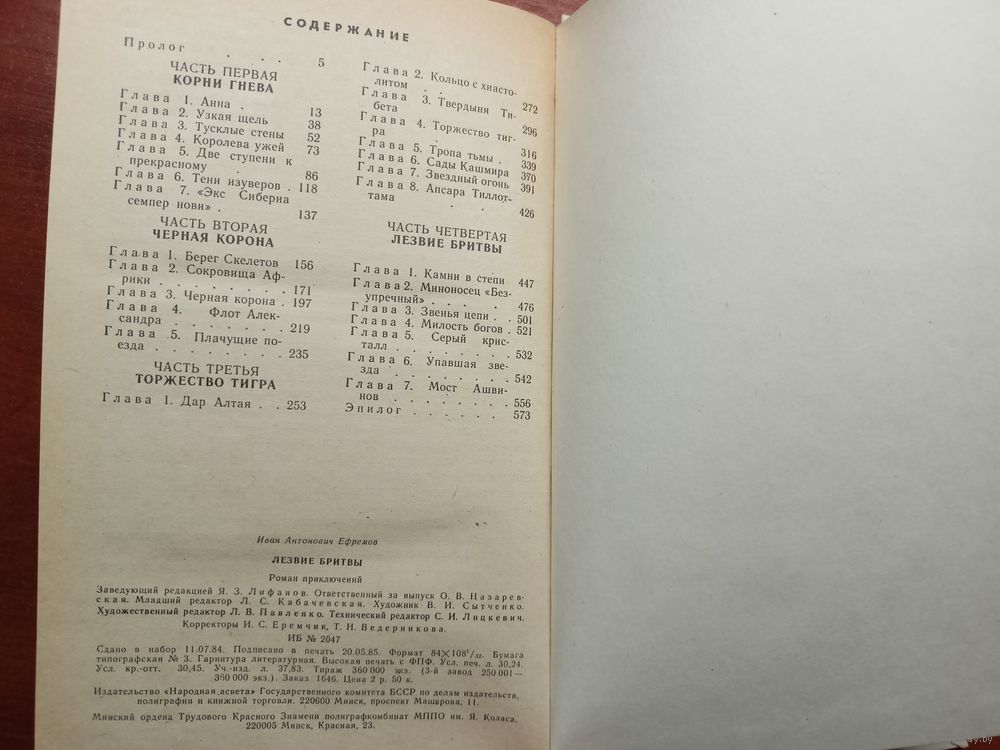 СОДЕРЖАНИЕ
Пролог . . . . 5
ЧАСТЬ ПЕРВАЯ
КОРНИ ГНЕВА
Глава 1. Анна . 13
Глава 2. Узкая щель 38
Глава 3. Тусклые стены 52
Глава 4. Королева ужей 73
Глава 5. Две ступени к
прекрасному . 86
Глава 6. Тени изуверов . 118
Глава 7. «Экс Сиберна
семпер нови» . 137
ЧАСТЬ ВТОРАЯ
ЧЕРНАЯ КОРОНА
Глава 1. Берег Скелетов 156
Глава 2. Сокровища Аф-
рики . . . . . . . 171
Глава 3. Черная корона . 197
Глава 4. Флот Алек-
сандра . . . . . . 219
Глава 5. Плачущие по-
езда . . . . . . . . 235
ЧАСТЬ ТРЕТЬЯ
ТОРЖЕСТВО ТИГРА
Глава 1. Дар Алтая . . 253
Глава 2. Кольцо с хиасто-
литом . . 272
Глава 3. Твердыня Ти-
бета 296
Глава 4. Торжество тиг-
ра 316
Глава 5. Тропа тьмы . 339
Глава 6. Сады Кашмира 370
Глава 7. Звездный огонь 391
Глава 8. Апсара Тиллот-
тама . . 426
ЧАСТЬ ЧЕТВЕРТАЯ
ЛЕЗВИЕ БРИТВЫ
Глава 1. Камни в степи 447
Глава 2. Миноносец «Без-
упречный» . . . . . 476
Глава 3. Звенья цепи . . 501
Глава 4. Милость богов . 521
Глава 5. Серый крис-
талл . . . . . . . . 532
Глава 6. Упавшая зве-
зда . . . . . . . . 542
Глава 7. Мост Ашви-
нов . . . . . . . . 556
Эпилог . . . . . . . 573
Иван Антонович Ефремов
ЛЕЗВИЕ БРИТВЫ
Роман приключений
Заведующий редакцией Я. З. Лифанов. Ответственный за выпуск О. В. Назарев-
ская. Младший редактор Л. С. Кабачевская. Художник В. И. Сытченко.
Художественный редактор Л. В. Павленко. Технический редактор С. И. Лицкевич.
Корректоры И. С. Еремчик, Т. Н. Ведерникова.
ИБ № 2047
Сдано в набор 11.07.84. Подписано в печать 20.05.85. Формат 84×108¹/₃₂. Бумага
типографская № 3. Гарнитура литературная. Высокая печать с ФПФ. Усл. печ. л. 30,24.
Усл. кр.-отт. 30,45. Уч.-изд. л. 37,83. Тираж 360 000 экз. (3-й завод 250 001—
360 000 экз.). Заказ 1646. Цена 2 р. 50 к.
Издательство «Народная асвета» Государственного комитета БССР по делам издательств,
полиграфии и книжной торговли. 220600 Минск, проспект Машерова, 11.
Минский ордена Трудового Красного Знамени полиграфкомбинат МППО им. Я. Коласа.
220005 Минск, Красная, 23.
ay.by